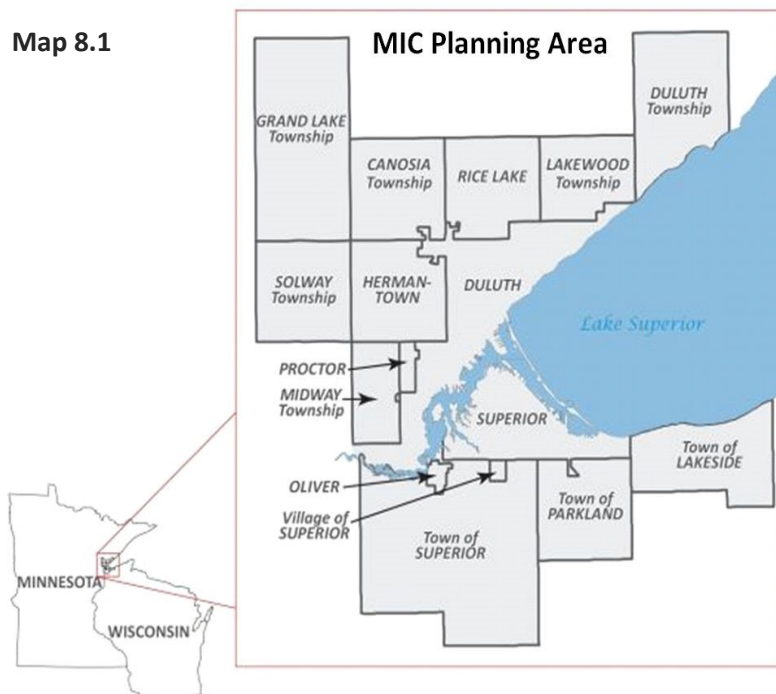 Map 8.1
MIC Planning Area
DULUTH
Township
GRAND LAKE
Township
CANOSIA
Township
RICE LAKE
LAKEWOOD
Township
SOLWAY
Township
HERMAN-
TOWN
DULUTH
Lake Superior
PROCTOR
MIDWAY
Township
SUPERIOR
Town of
LAKESIDE
OLIVER
Village of
SUPERIOR
Town of
SUPERIOR
Town of
PARKLAND
MINNESOTA
WISCONSIN